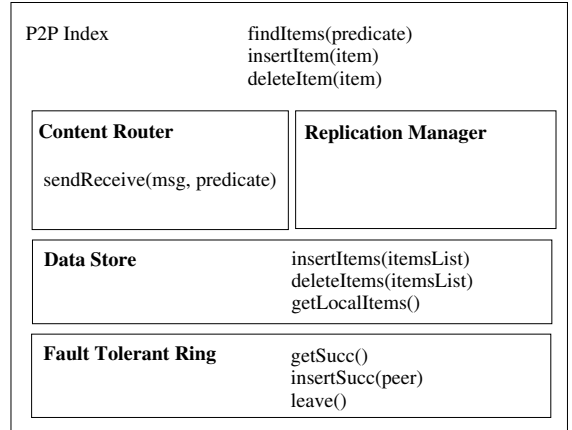 P2P Index
findItems(predicate)
insertItem(item)
deleteItem(item)
Content Router
sendReceive(msg, predicate)
Replication Manager
Data Store
insertItems(itemsList)
deleteItems(itemsList)
getLocalItems()
Fault Tolerant Ring
getSucc()
insertSucc(peer)
leave()